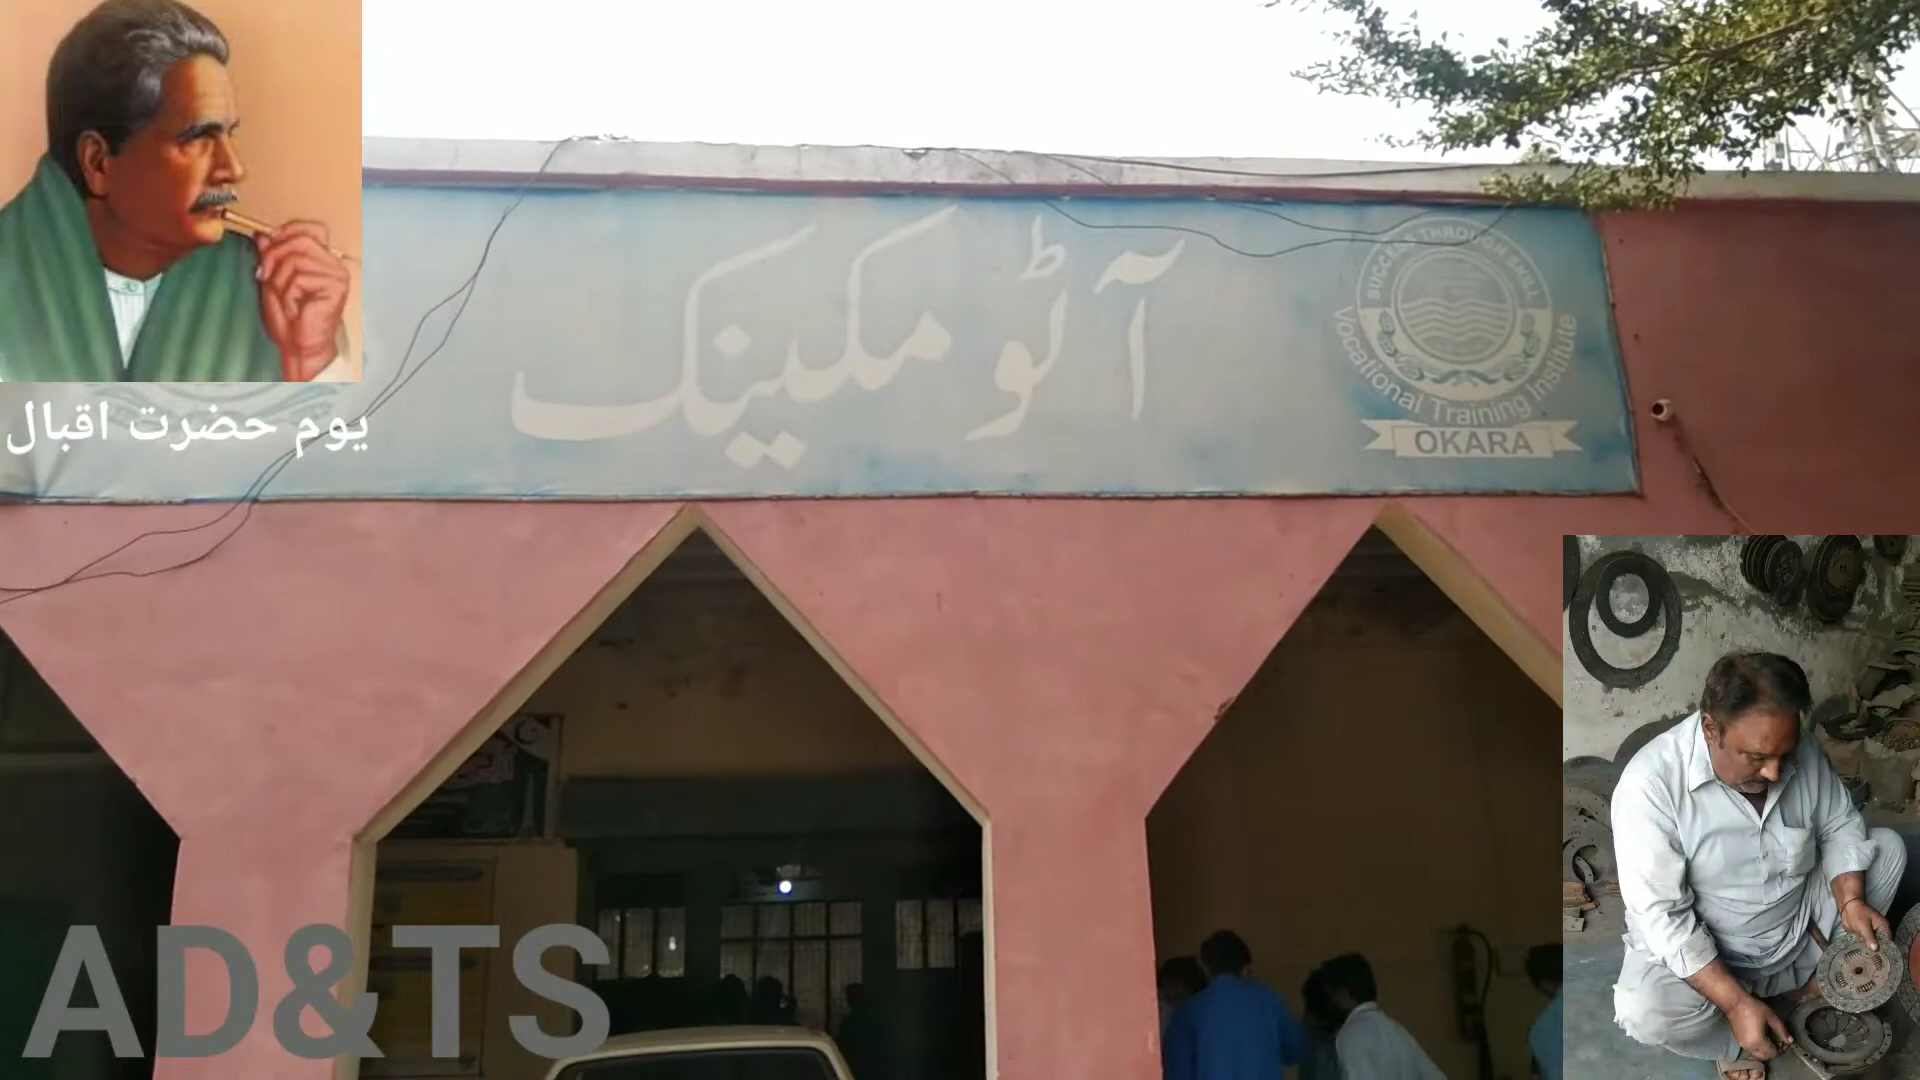 آٹو مکینک
SUCCESS THROUGH SKILL
Vocational Training Institute
OKARA
یوم حضرت اقبال
AD&TS